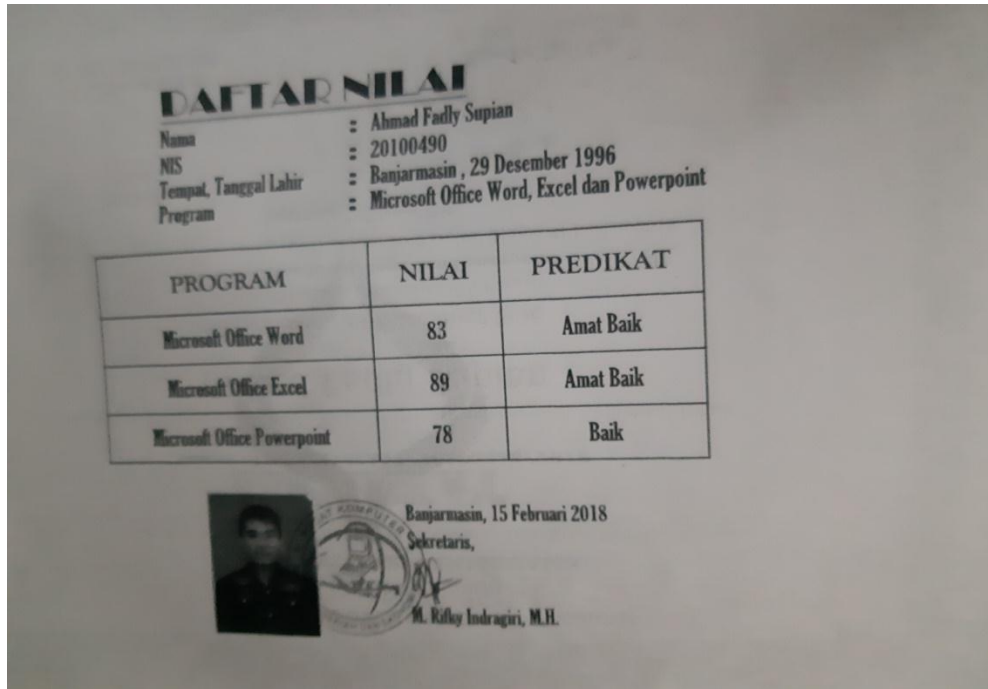 DAFTAR NILAI
Nama : Ahmad Fadly Supian
NIS : 20100490
Tempat, Tanggal Lahir : Banjarmasin , 29 Desember 1996
Program : Microsoft Office Word, Excel dan Powerpoint
PROGRAM NILAI PREDIKAT
Microsoft Office Word 83 Amat Baik
Microsoft Office Excel 89 Amat Baik
Microsoft Office Powerpoint 78 Baik
Banjarmasin, 15 Februari 2018
Sekretaris,
KOMPUTER
M. Rifky Indragiri, M.H.